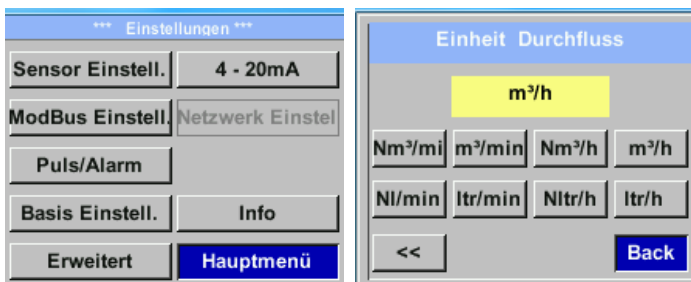 *** Einstellungen ***
Sensor Einstell.
4 - 20mA
ModBus Einstell.
Netzwerk Einstel
Puls/Alarm
Basis Einstell.
Info
Erweitert
Hauptmenü
Einheit Durchfluss
m³/h
Nm³/mi
m³/min
Nm³/h
m³/h
Nl/min
ltr/min
Nltr/h
ltr/h
<<
Back